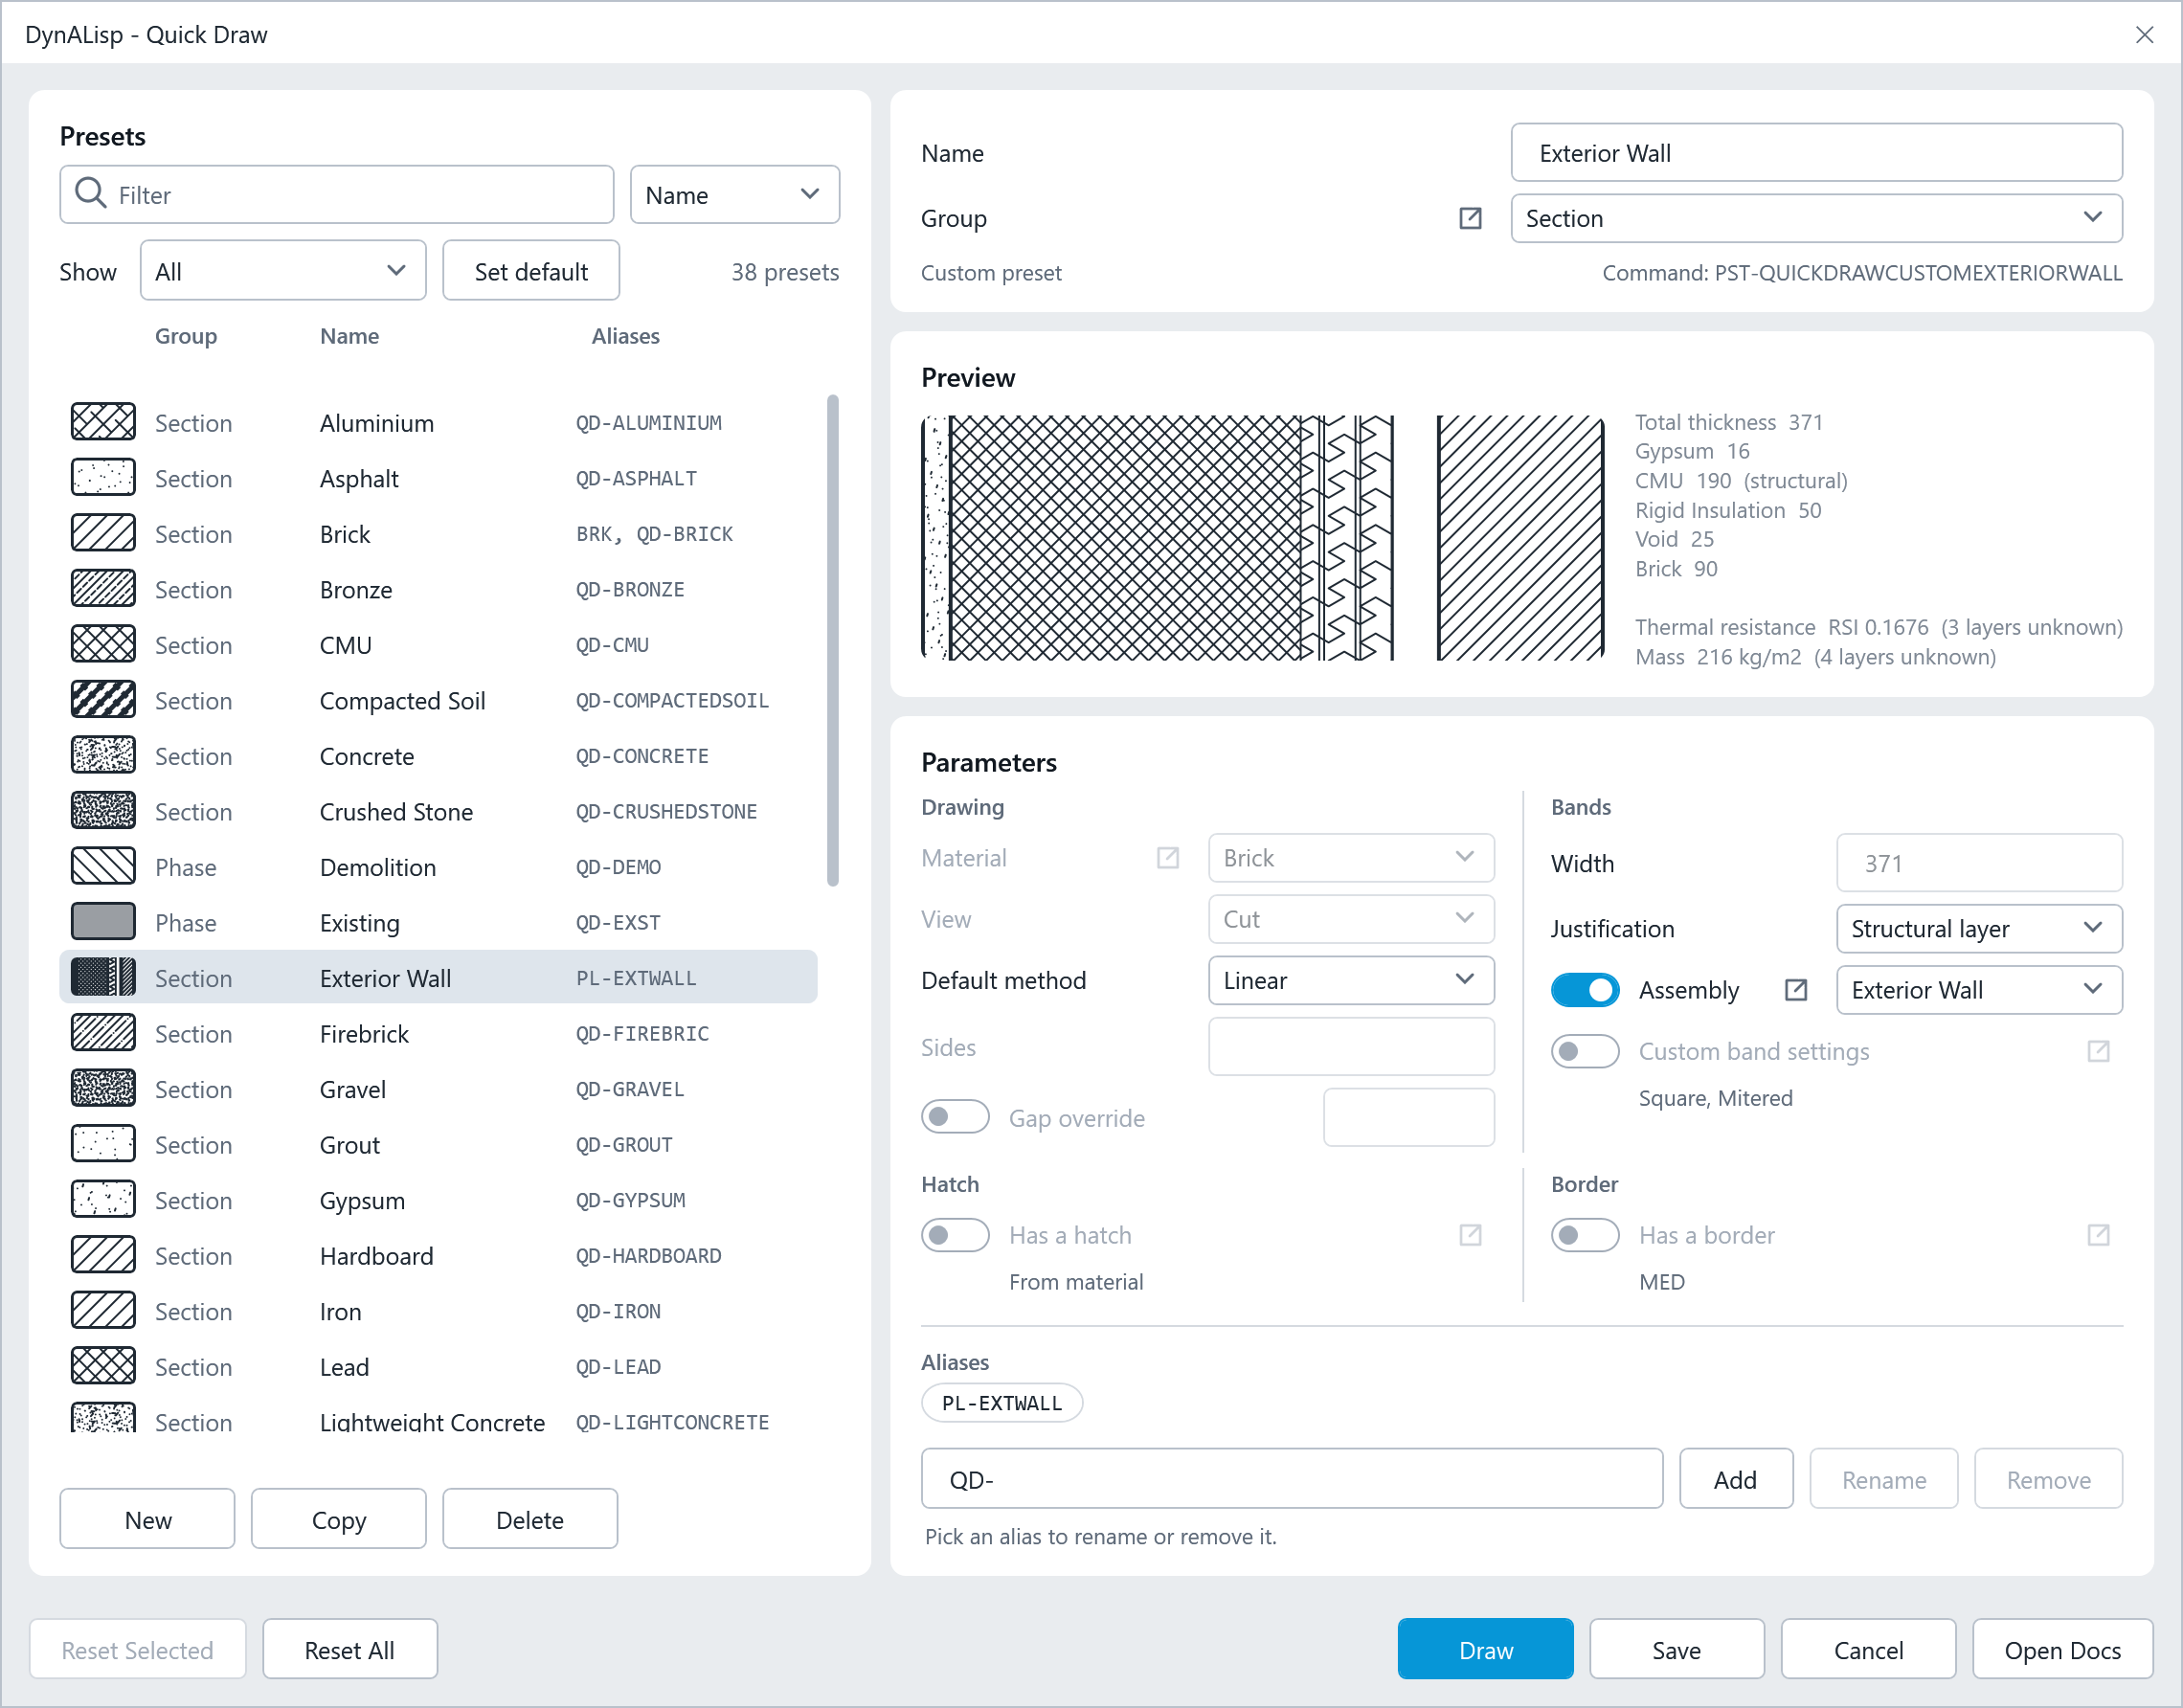 DynALisp - Quick Draw
Presets
Filter
Name
Show
All
Set default
38 presets
Group Name Aliases
Section Aluminium QD-ALUMINIUM
Section Asphalt QD-ASPHALT
Section Brick BRK, QD-BRICK
Section Bronze QD-BRONZE
Section CMU QD-CMU
Section Compacted Soil QD-COMPACTEDSOIL
Section Concrete QD-CONCRETE
Section Crushed Stone QD-CRUSHEDSTONE
Phase Demolition QD-DEMO
Phase Existing QD-EXST
Section Exterior Wall PL-EXTWALL
Section Firebrick QD-FIREBRIC
Section Gravel QD-GRAVEL
Section Grout QD-GROUT
Section Gypsum QD-GYPSUM
Section Hardboard QD-HARDBOARD
Section Iron QD-IRON
Section Lead QD-LEAD
Section Lightweight Concrete QD-LIGHTCONCRETE
New
Copy
Delete
Name
Exterior Wall
Group
Section
Custom preset
Command: PST-QUICKDRAWCUSTOMEXTERIORWALL
Preview
Total thickness 371
Gypsum 16
CMU 190 (structural)
Rigid Insulation 50
Void 25
Brick 90
Thermal resistance RSI 0.1676 (3 layers unknown)
Mass 216 kg/m2 (4 layers unknown)
Parameters
Drawing
Material
Brick
View
Cut
Default method
Linear
Sides
Gap override
Bands
Width
371
Justification
Structural layer
Assembly
Exterior Wall
Custom band settings
Square, Mitered
Hatch
Has a hatch
From material
Border
Has a border
MED
Aliases
PL-EXTWALL
QD-
Add
Rename
Remove
Pick an alias to rename or remove it.
Reset Selected
Reset All
Draw
Save
Cancel
Open Docs